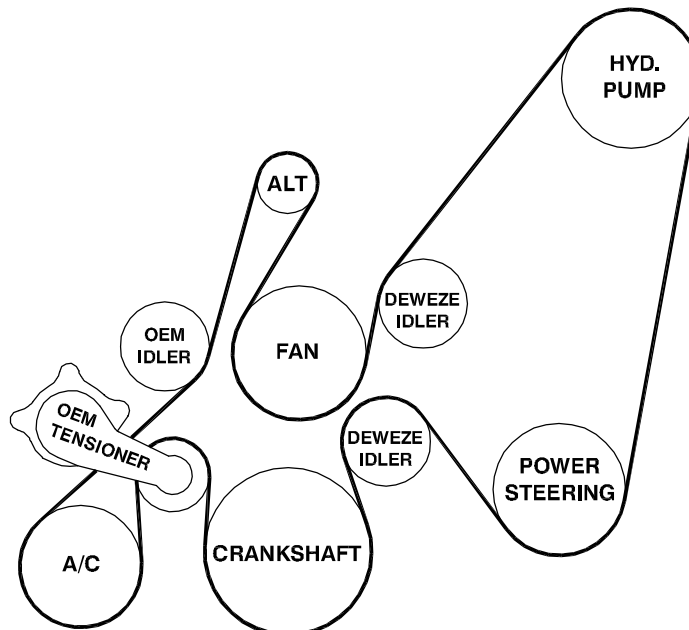 HYD.
PUMP
ALT
DEWEZE
IDLER
OEM
IDLER
FAN
OEM
TENSIONER
DEWEZE
IDLER
POWER
STEERING
A/C
CRANKSHAFT